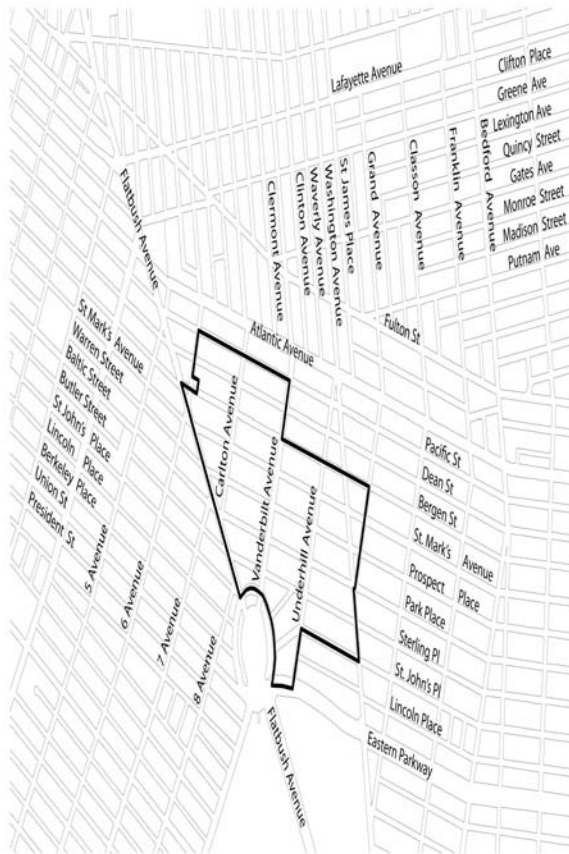 Lafayette Avenue
Clifton Place
Greene Ave
Lexington Ave
Quincy Street
Gates Ave
Monroe Street
Madison Street
Putnam Ave
Bedford Avenue
Franklin Avenue
Classon Avenue
Grand Avenue
St James Place
Washington Avenue
Waverly Avenue
Clinton Avenue
Clermont Avenue
Flatbush Avenue
Fulton St
Atlantic Avenue
St Mark's Avenue
Warren Street
Baltic Street
Butler Street
St John's Place
Lincoln Place
Berkeley Place
Union St
President St
Carlton Avenue
Vanderbilt Avenue
Underhill Avenue
5 Avenue
6 Avenue
7 Avenue
8 Avenue
Pacific St
Dean St
Bergen St
St. Mark's Avenue
Prospect Place
Park Place
Sterling Pl
St. John's Pl
Lincoln Place
Eastern Parkway
Flatbush Avenue